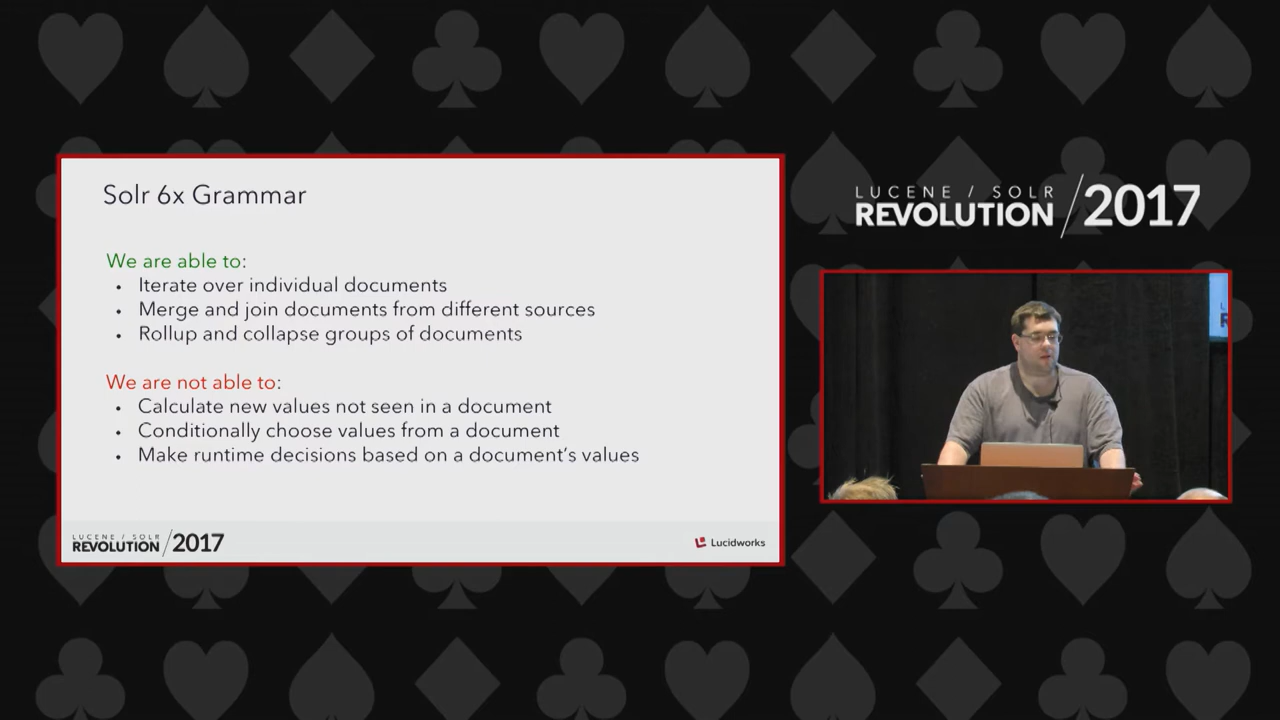 Solr 6x Grammar
We are able to:
• Iterate over individual documents
• Merge and join documents from different sources
• Rollup and collapse groups of documents
We are not able to:
• Calculate new values not seen in a document
• Conditionally choose values from a document
• Make runtime decisions based on a document's values
LUCENE / SOLR
REVOLUTION / 2017
Lucidworks
LUCENE / SOLR
REVOLUTION / 2017